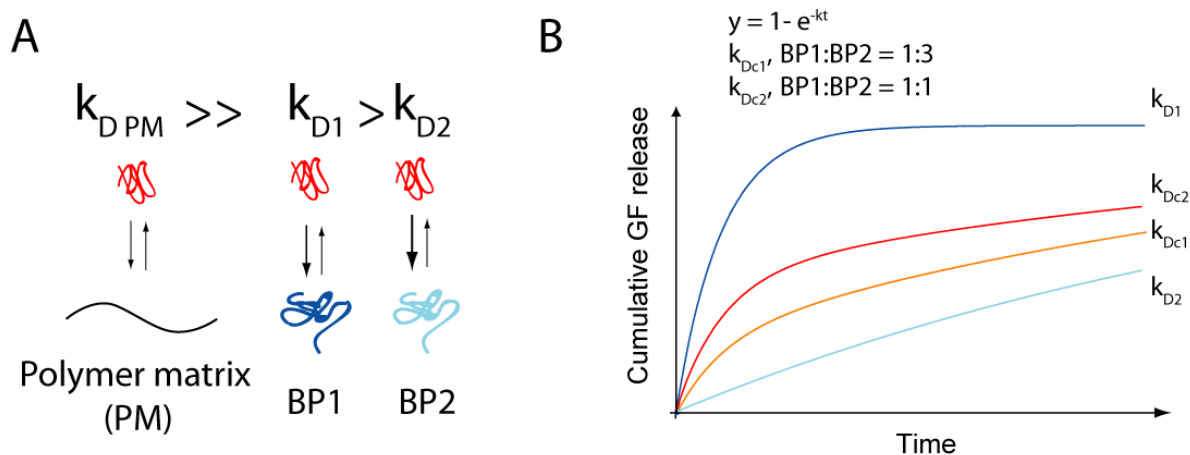 A
k_D PM >> k_D1 > k_D2
Polymer matrix
(PM)
BP1
BP2
B
y = 1- e^-kt
k_Dc1, BP1:BP2 = 1:3
k_Dc2, BP1:BP2 = 1:1
Cumulative GF release
k_D1
k_Dc2
k_Dc1
k_D2
Time